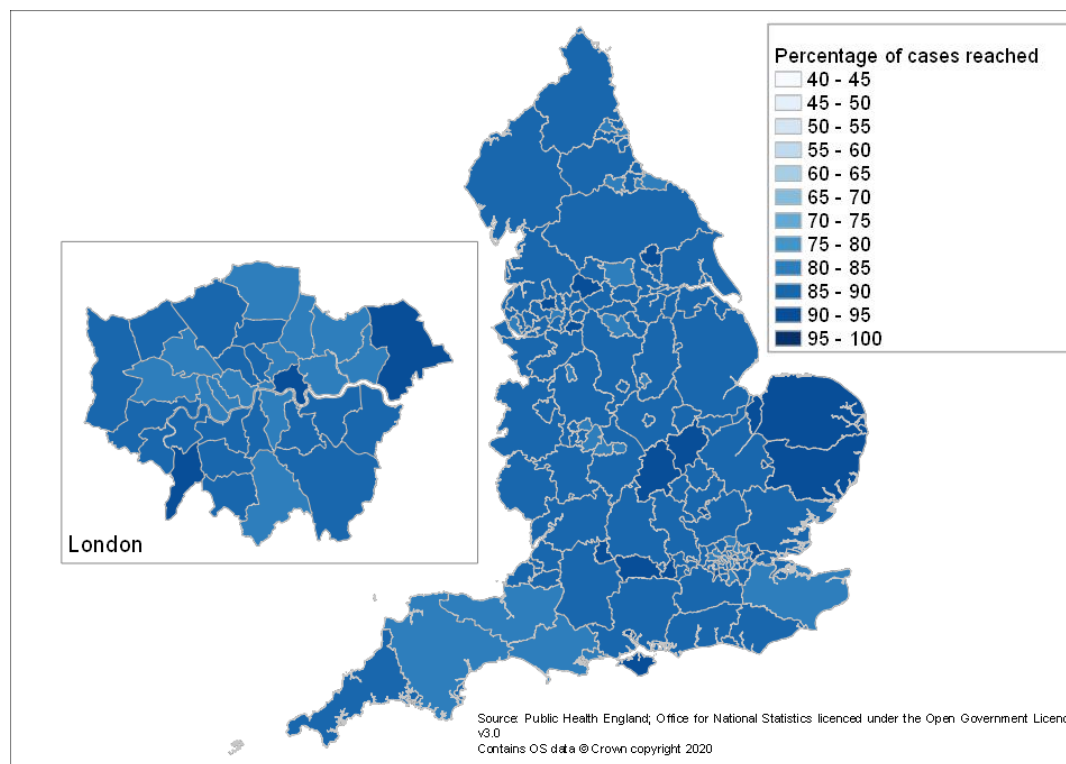 Percentage of cases reached
40 - 45
45 - 50
50 - 55
55 - 60
60 - 65
65 - 70
70 - 75
75 - 80
80 - 85
85 - 90
90 - 95
95 - 100
London
Source: Public Health England; Office for National Statistics licenced under the Open Government Licenc
v3.0
Contains OS data © Crown copyright 2020